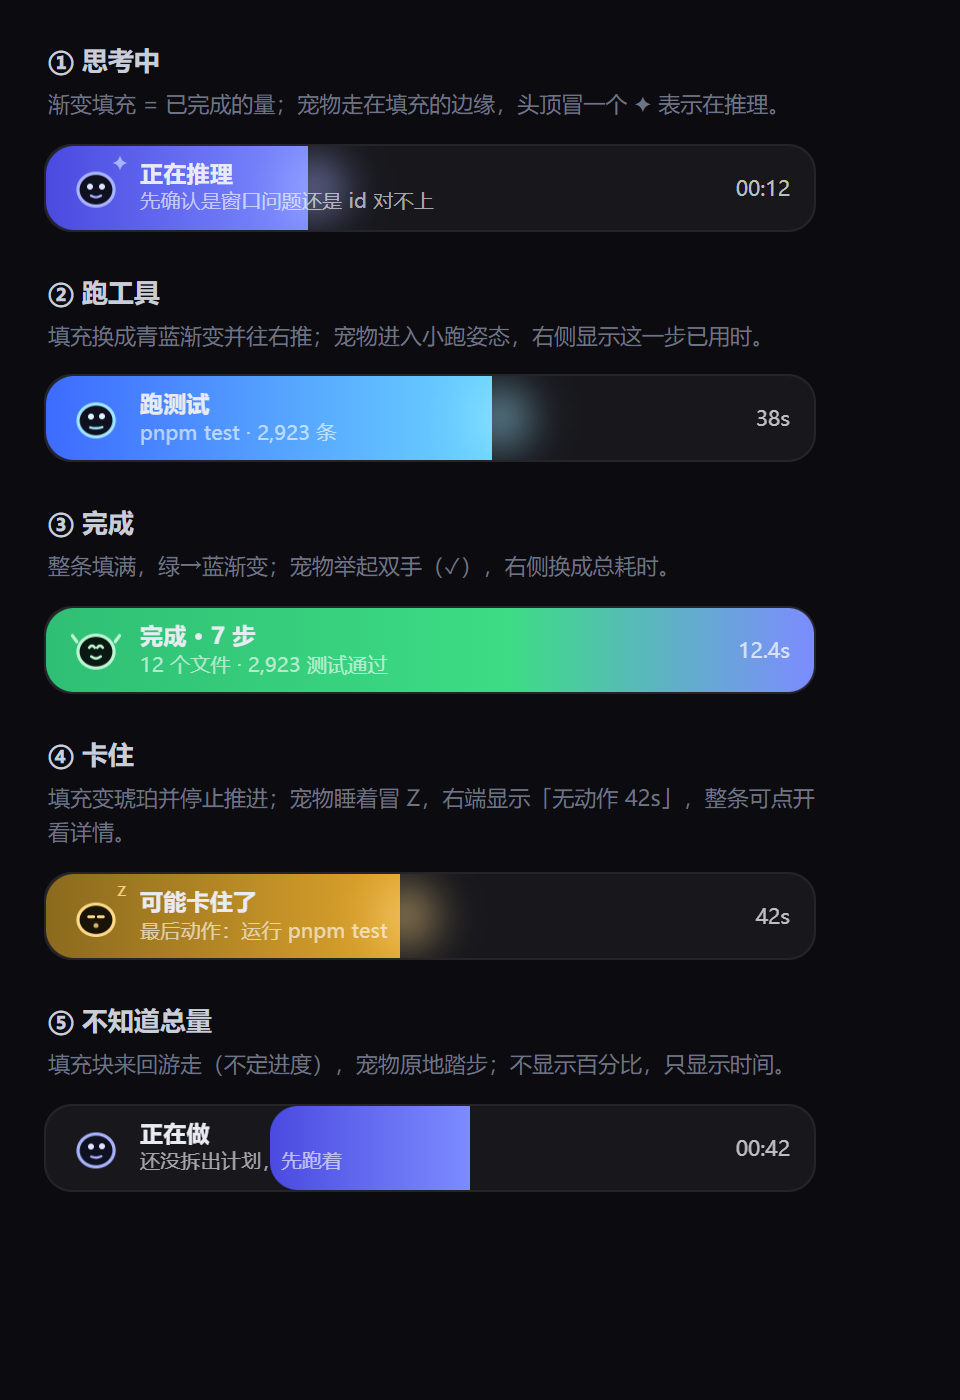 ① 思考中
渐变填充 = 已完成的量；宠物走在填充的边缘，头顶冒一个 ✦ 表示在推理。
正在推理
先确认是窗口问题还是 id 对不上
00:12
② 跑工具
填充换成青蓝渐变并往右推；宠物进入小跑姿态，右侧显示这一步已用时。
跑测试
pnpm test · 2,923 条
38s
③ 完成
整条填满，绿→蓝渐变；宠物举起双手（✓），右侧换成总耗时。
完成 • 7 步
12 个文件 · 2,923 测试通过
12.4s
④ 卡住
填充变琥珀并停止推进；宠物睡着冒 Z，右端显示「无动作 42s」，整条可点开
看详情。
z
可能卡住了
最后动作：运行 pnpm test
42s
⑤ 不知道总量
填充块来回游走（不定进度），宠物原地踏步；不显示百分比，只显示时间。
正在做
还没拆出计划，先跑着
00:42